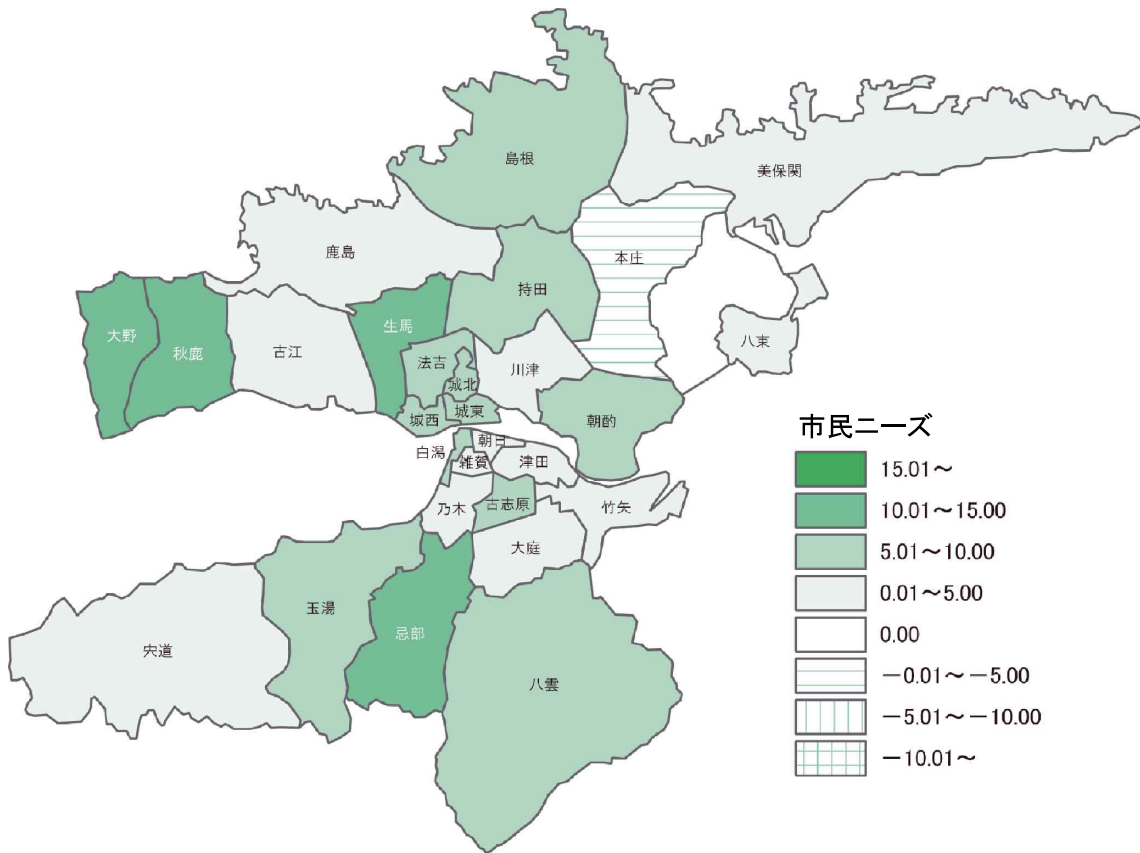 島根
美保関
鹿島
本庄
持田
大野
秋鹿
古江
生馬
法吉
城北
川津
八束
城西
城東
朝酌
白潟
朝日
雑賀
津田
乃木
古志原
竹矢
大庭
玉湯
忌部
宍道
八雲
市民ニーズ
15.01～
10.01～15.00
5.01～10.00
0.01～5.00
0.00
－0.01～－5.00
－5.01～－10.00
－10.01～